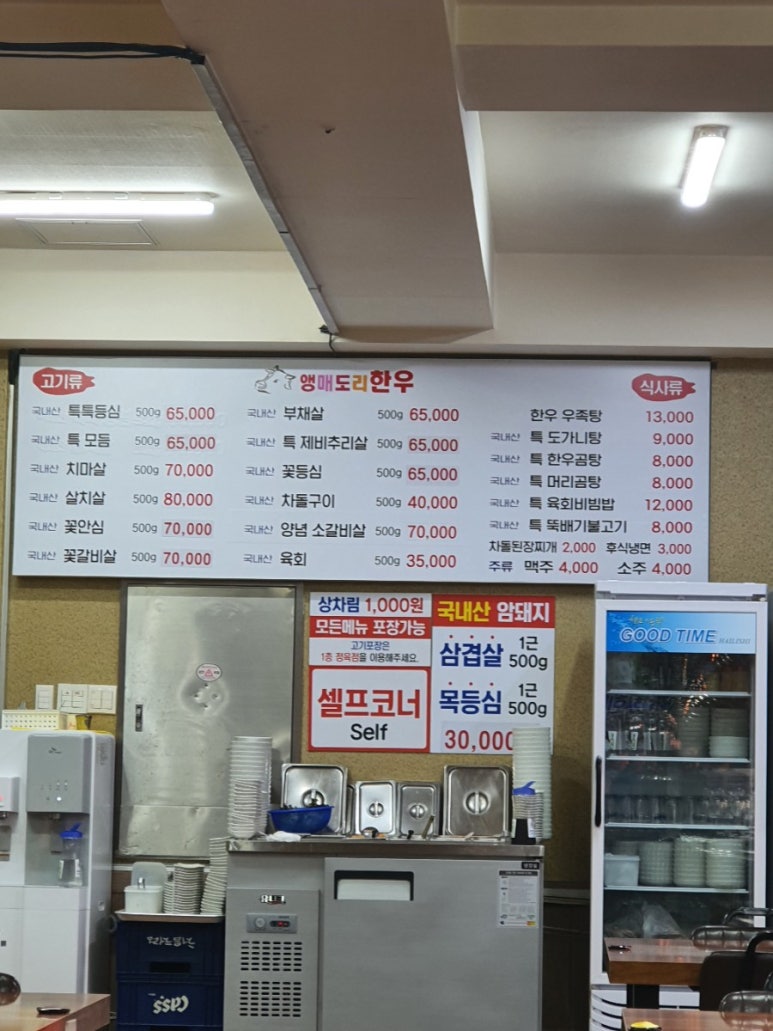 고기류
앵매도리한우
식사류
국내산 특특등심 500g 65,000
국내산 특 모듬 500g 65,000
국내산 치마살 500g 70,000
국내산 살치살 500g 80,000
국내산 꽃안심 500g 70,000
국내산 꽃갈비살 500g 70,000
국내산 부채살 500g 65,000
국내산 특 제비추리살 500g 65,000
국내산 꽃등심 500g 65,000
국내산 차돌구이 500g 40,000
국내산 양념 소갈비살 500g 70,000
국내산 육회 500g 35,000
한우 우족탕 13,000
국내산 특 도가니탕 9,000
국내산 특 한우곰탕 8,000
국내산 특 머리곰탕 8,000
국내산 특 육회비빔밥 12,000
국내산 특 뚝배기불고기 8,000
차돌된장찌개 2,000 후식냉면 3,000
주류 맥주 4,000 소주 4,000
상차림 1,000원
모든메뉴 포장가능
고기포장은
1층 정육점을 이용해주세요.
셀프코너
Self
국내산 암돼지
삼겹살 1근 500g
목등심 1근 500g
30,000
GOOD TIME
Cass